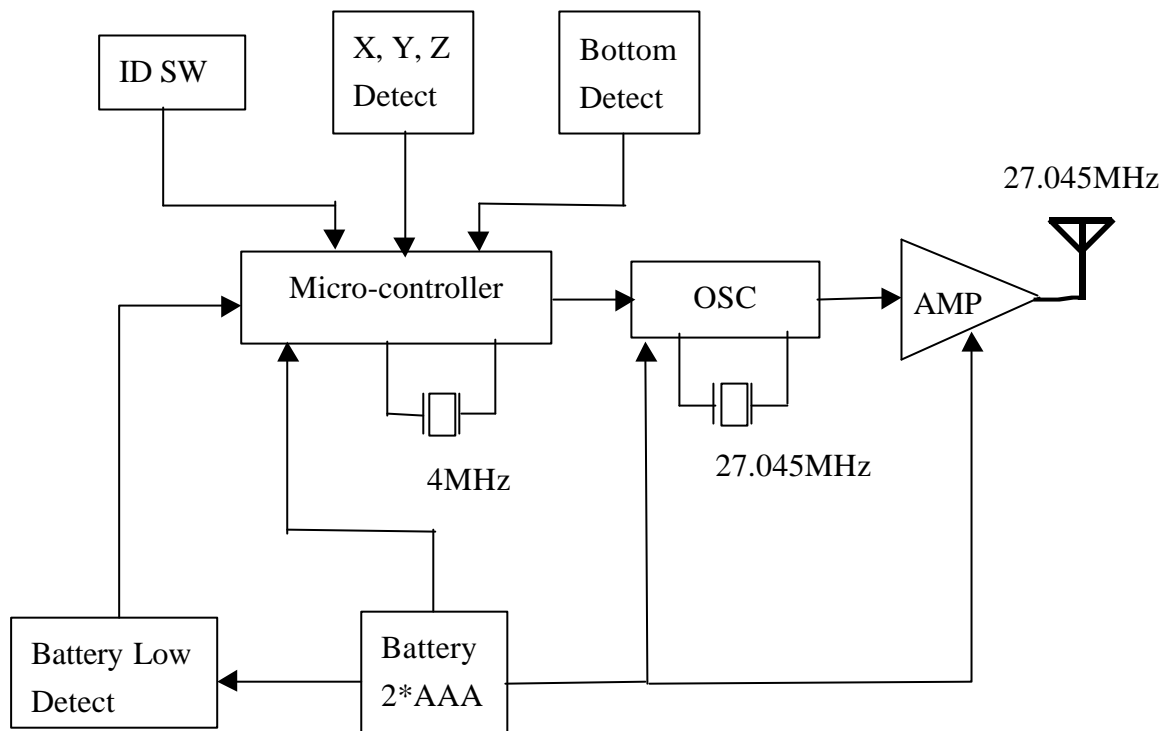 ID SW
X, Y, Z
Detect
Bottom
Detect
27.045MHz
Micro-controller
OSC
AMP
4MHz
27.045MHz
Battery Low
Detect
Battery
2*AAA